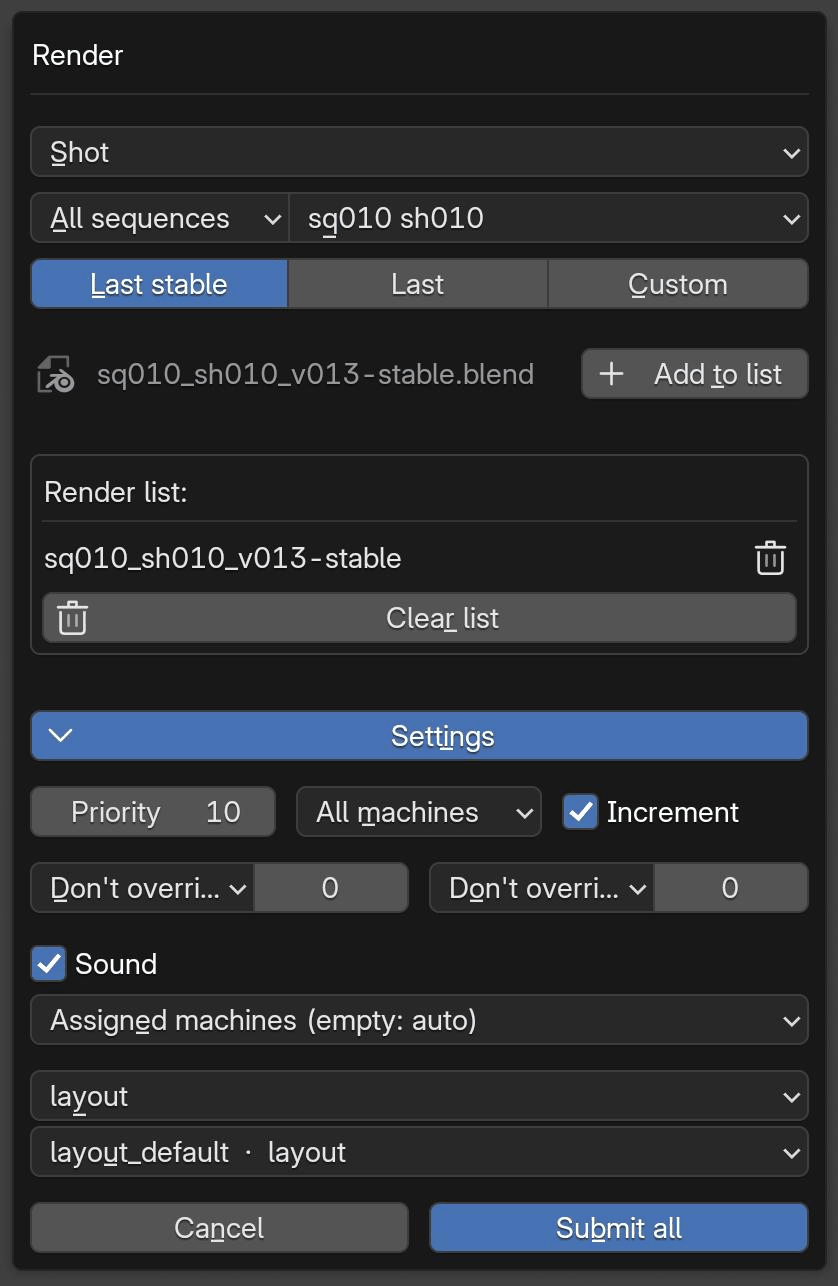 Render
Shot
All sequences sq010 sh010
Last stable Last Custom
sq010_sh010_v013-stable.blend + Add to list
Render list:
sq010_sh010_v013-stable
Clear list
Settings
Priority 10 All machines Increment
Don't overri... 0 Don't overri... 0
Sound
Assigned machines (empty: auto)
layout
layout_default · layout
Cancel Submit all